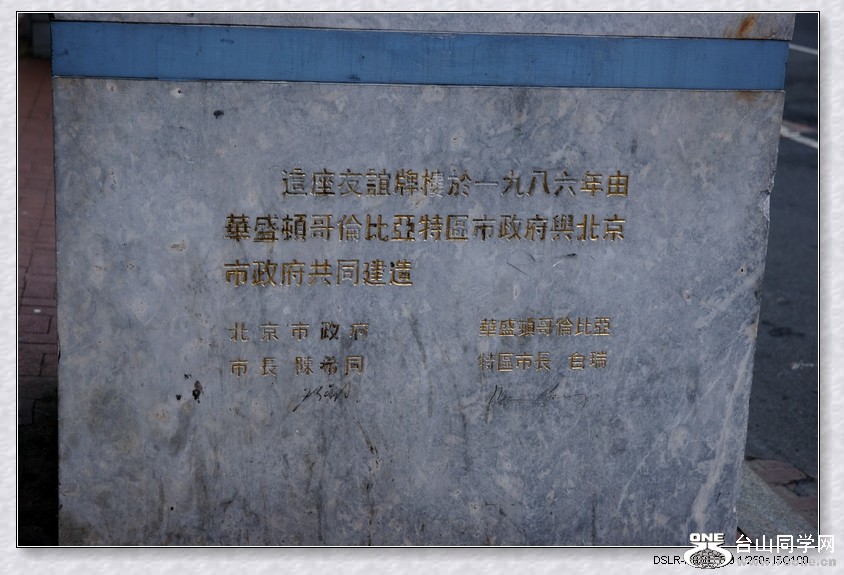 這座友誼牌樓於一九八六年由
華盛頓哥倫比亞特區市政府與北京
市政府共同建造
北京市政府
市長 陳希同
華盛頓哥倫比亞
特區市長 白瑞
ONE
台山同学网